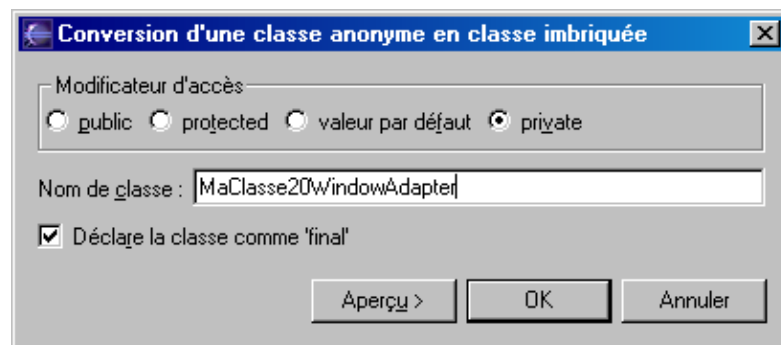 Conversion d'une classe anonyme en classe imbriquée
Modificateur d'accès
public protected valeur par défaut private
Nom de classe : MaClasse20WindowAdapter
Déclare la classe comme 'final'
Aperçu > OK Annuler